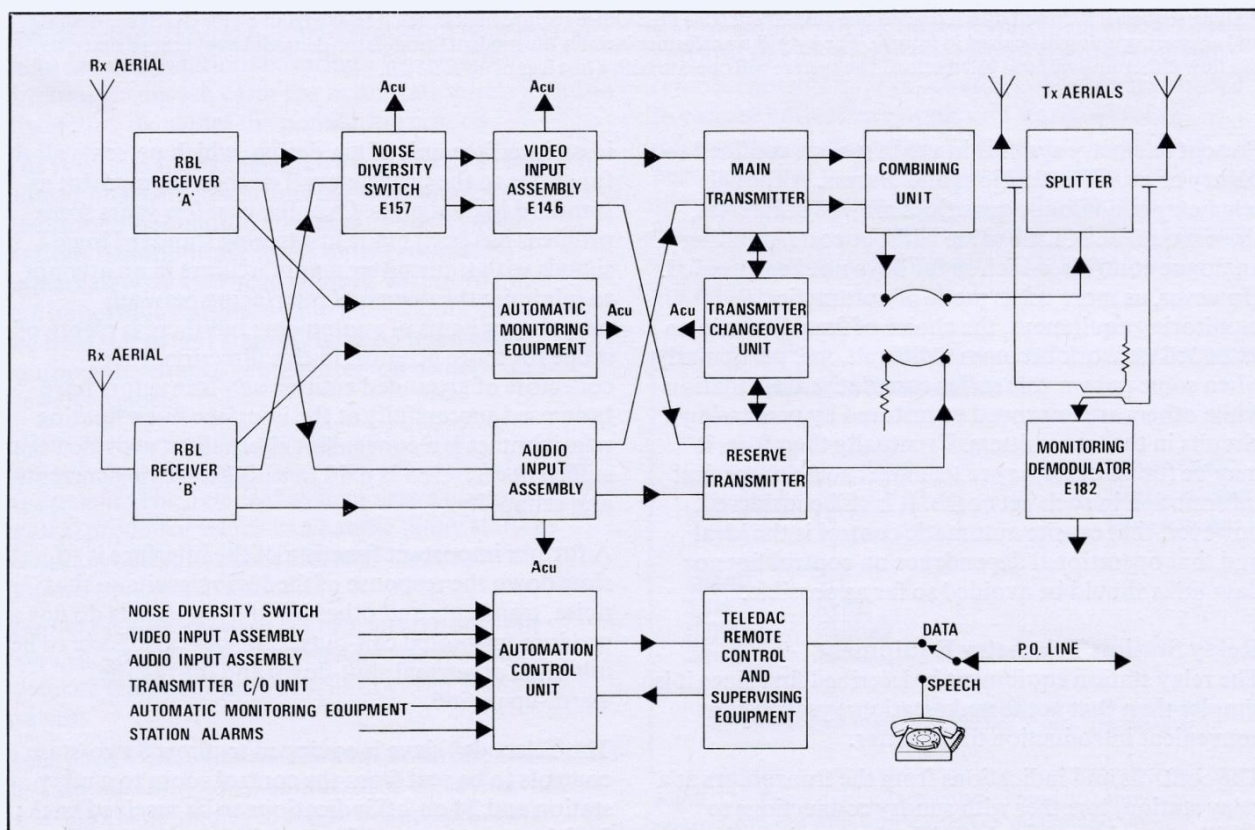 Rx AERIAL
Acu
Acu
Tx AERIALS
RBL
RECEIVER
'A'
NOISE
DIVERSITY
SWITCH
E157
VIDEO
INPUT
ASSEMBLY
E146
MAIN
TRANSMITTER
COMBINING
UNIT
SPLITTER
AUTOMATIC
MONITORING
EQUIPMENT
Acu
Acu
TRANSMITTER
CHANGEOVER
UNIT
Rx AERIAL
RBL
RECEIVER
'B'
AUDIO
INPUT
ASSEMBLY
RESERVE
TRANSMITTER
MONITORING
DEMODULATOR
E182
Acu
NOISE DIVERSITY SWITCH
VIDEO INPUT ASSEMBLY
AUDIO INPUT ASSEMBLY
TRANSMITTER C/O UNIT
AUTOMATIC MONITORING EQUIPMENT
STATION ALARMS
AUTOMATION
CONTROL
UNIT
TELEDAC
REMOTE
CONTROL
AND
SUPERVISING
EQUIPMENT
DATA
P.O. LINE
SPEECH